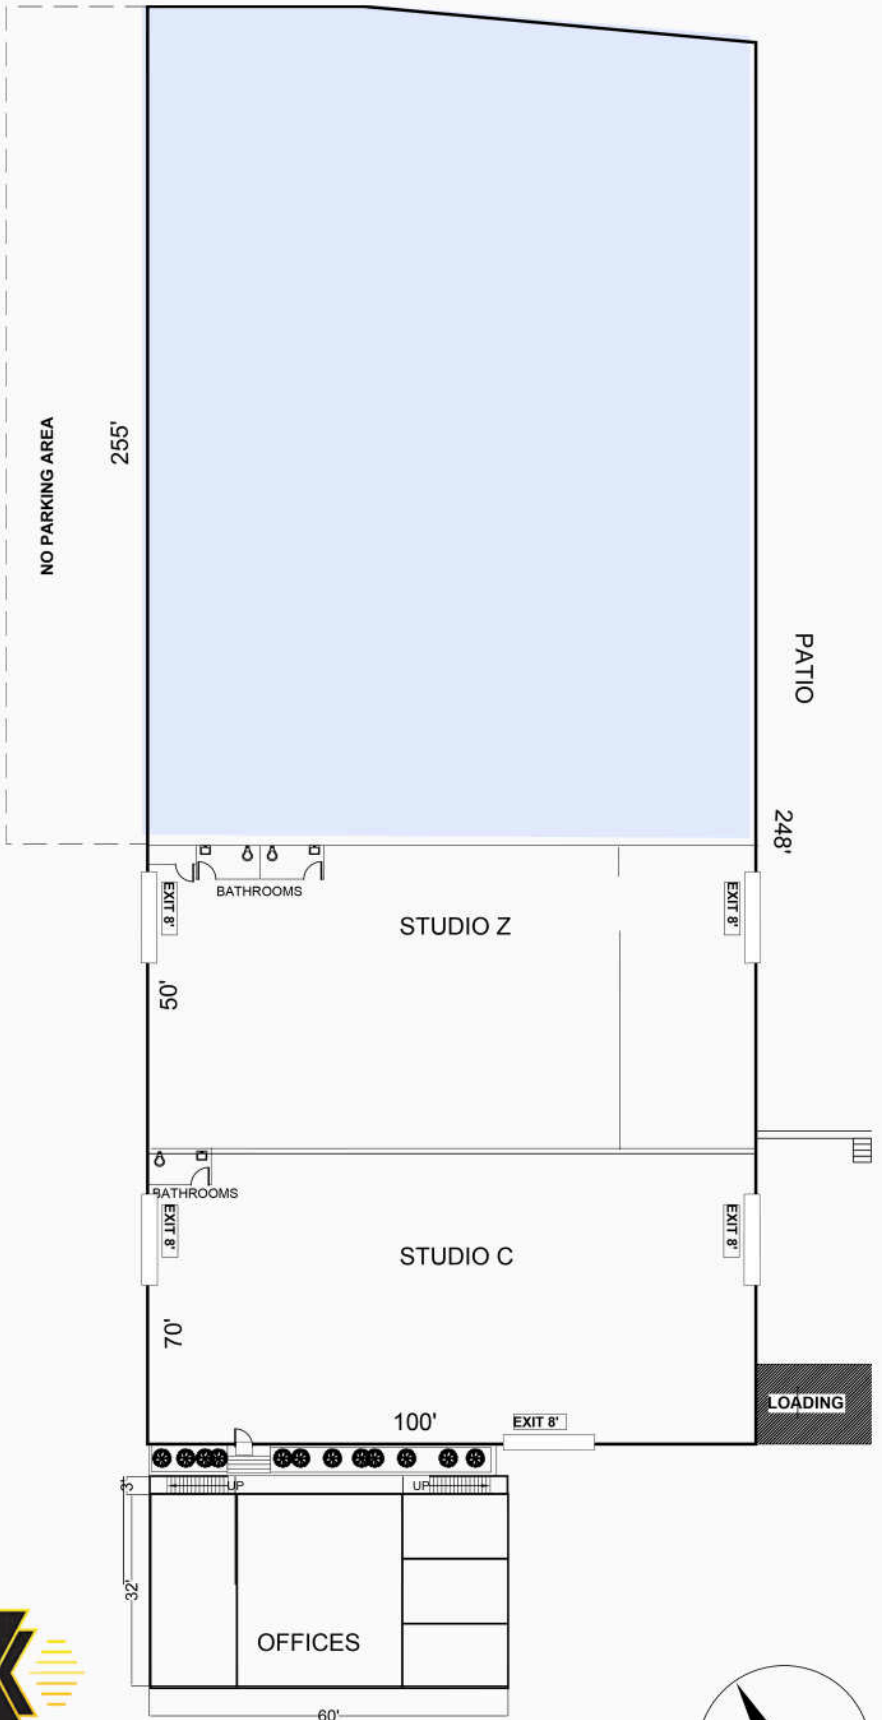 255'
NO PARKING AREA
PATIO
248'
BATHROOMS
EXIT 8'
STUDIO Z
EXIT 8'
50'
BATHROOMS
EXIT 8'
STUDIO C
EXIT 8'
70'
100'
EXIT 8'
LOADING
3'
UP
UP
32'
OFFICES
60'